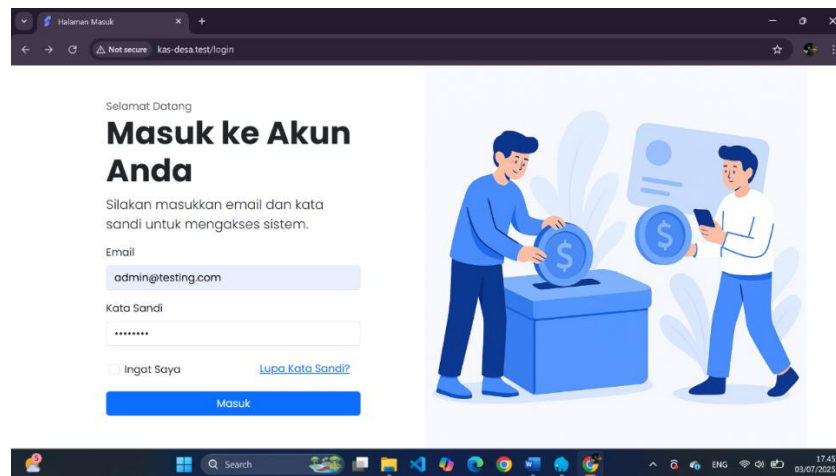 Halaman Masuk
Not secure kas-desa.test/login
Selamat Datang
Masuk ke Akun
Anda
Silakan masukkan email dan kata
sandi untuk mengakses sistem.
Email
admin@testing.com
Kata Sandi
••••••••
Ingat Saya Lupa Kata Sandi?
Masuk
$
$
5
Search
ENG
17.45
03/07/2025